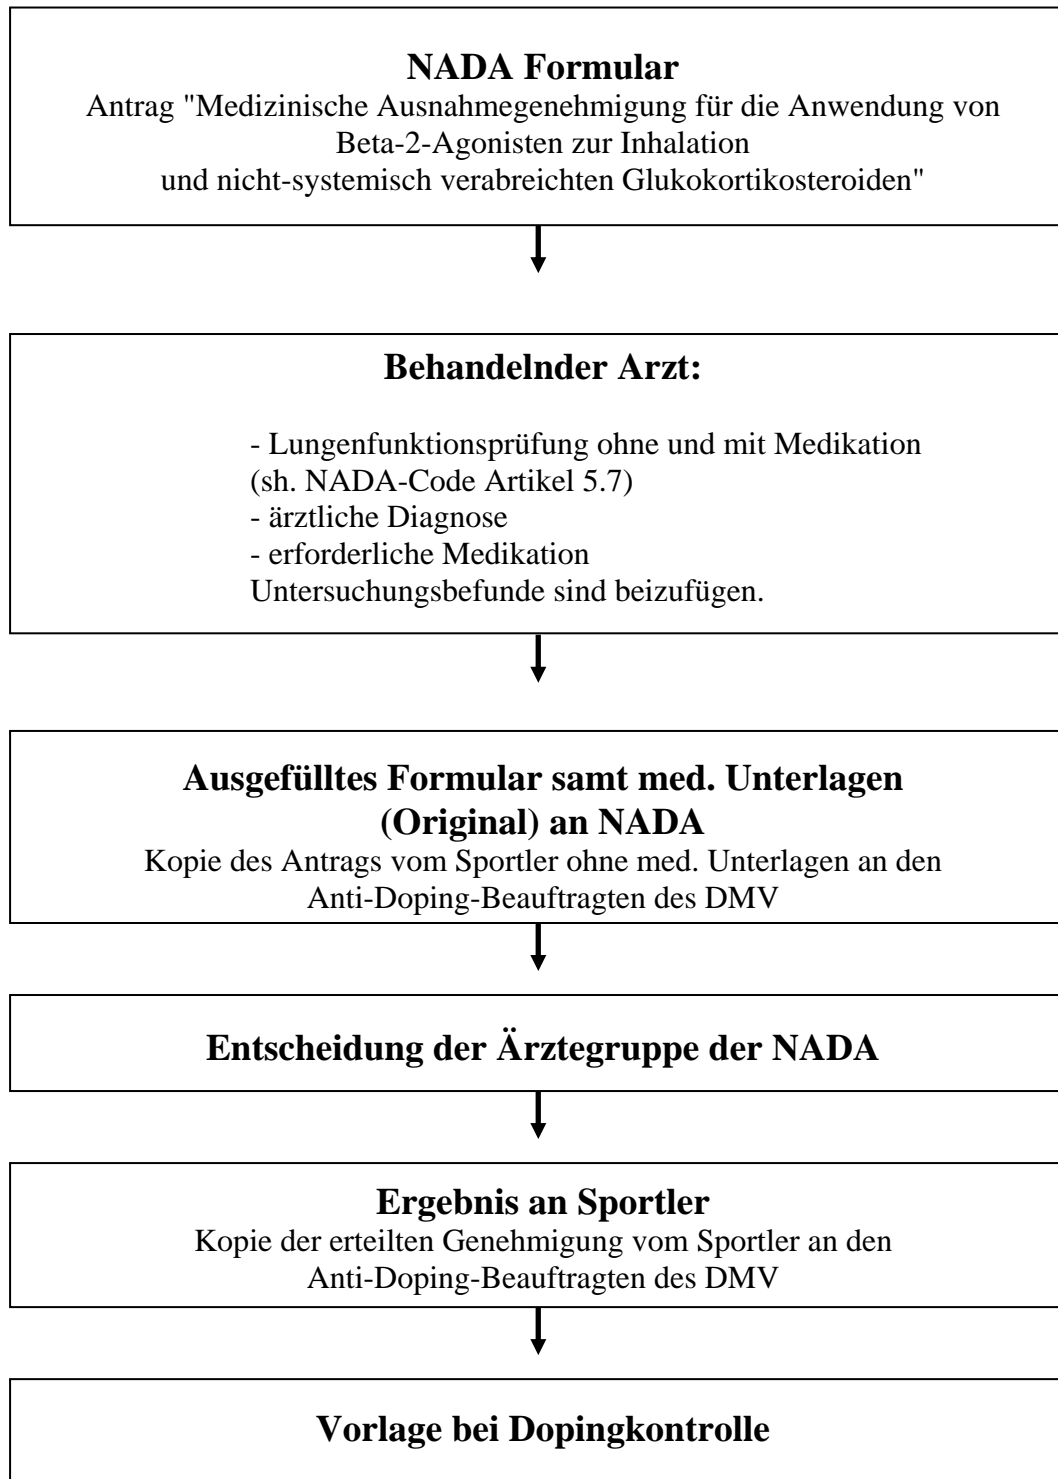 NADA Formular
Antrag "Medizinische Ausnahmegenehmigung für die Anwendung von
Beta-2-Agonisten zur Inhalation
und nicht-systemisch verabreichten Glukokortikosteroiden"
Behandelnder Arzt:
- Lungenfunktionsprüfung ohne und mit Medikation
(sh. NADA-Code Artikel 5.7)
- ärztliche Diagnose
- erforderliche Medikation
Untersuchungsbefunde sind beizufügen.
Ausgefülltes Formular samt med. Unterlagen
(Original) an NADA
Kopie des Antrags vom Sportler ohne med. Unterlagen an den
Anti-Doping-Beauftragten des DMV
Entscheidung der Ärztegruppe der NADA
Ergebnis an Sportler
Kopie der erteilten Genehmigung vom Sportler an den
Anti-Doping-Beauftragten des DMV
Vorlage bei Dopingkontrolle